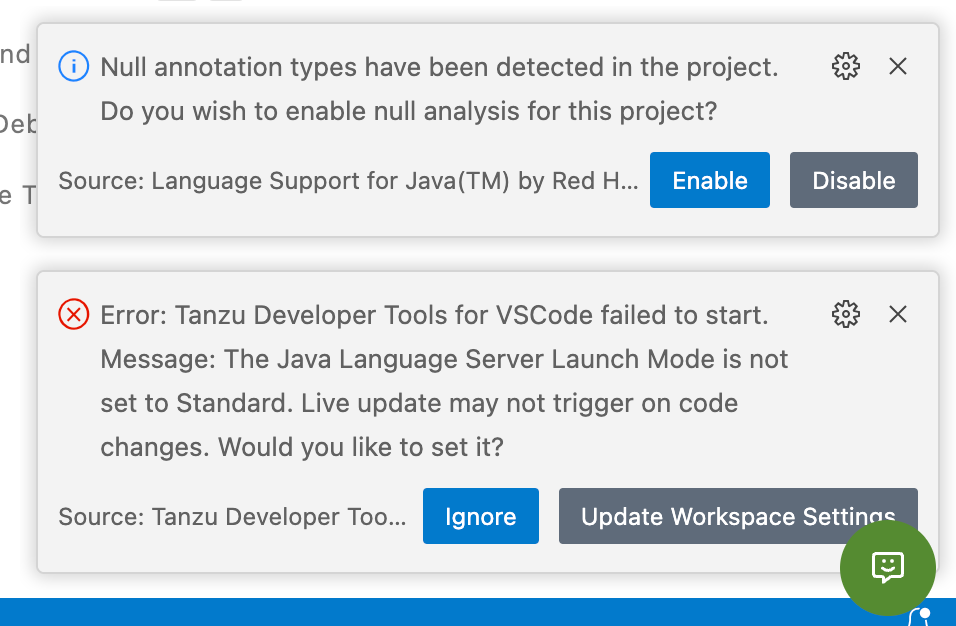 nd
Null annotation types have been detected in the project.
Do you wish to enable null analysis for this project?
Deb
e T
Source: Language Support for Java(TM) by Red H...
Enable
Disable
Error: Tanzu Developer Tools for VSCode failed to start.
Message: The Java Language Server Launch Mode is not
set to Standard. Live update may not trigger on code
changes. Would you like to set it?
Source: Tanzu Developer Too...
Ignore
Update Workspace Settings